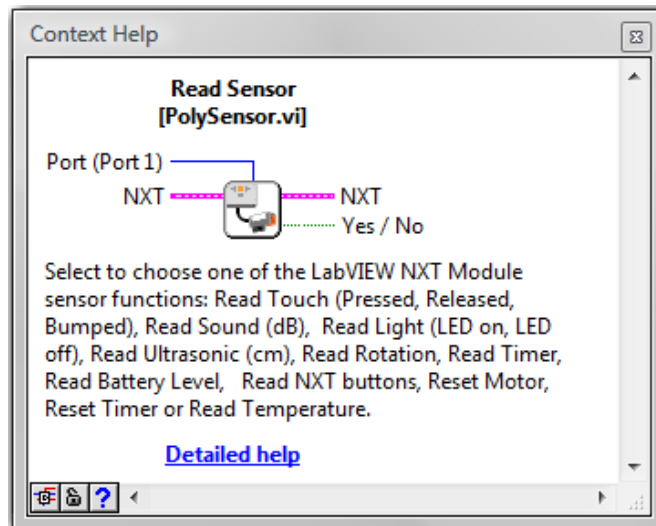 Context Help
Read Sensor
[PolySensor.vi]
Port (Port 1)
NXT NXT
Yes / No
Select to choose one of the LabVIEW NXT Module
sensor functions: Read Touch (Pressed, Released,
Bumped), Read Sound (dB),  Read Light (LED on, LED
off), Read Ultrasonic (cm), Read Rotation, Read Timer,
Read Battery Level,   Read NXT buttons, Reset Motor,
Reset Timer or Read Temperature.
Detailed help
?